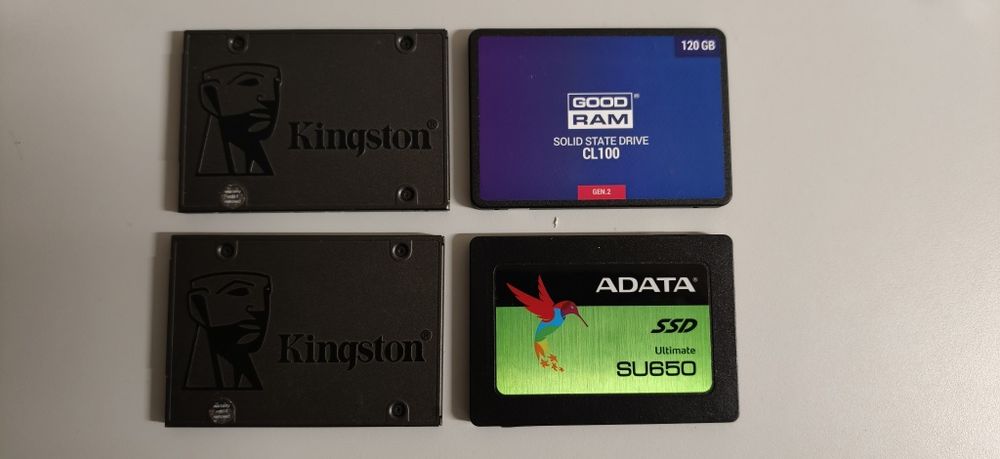 Kingston®
120 GB
GOOD®
RAM
SOLID STATE DRIVE
CL100
GEN.2
Kingston®
ADATA®
SSD
Ultimate
SU650